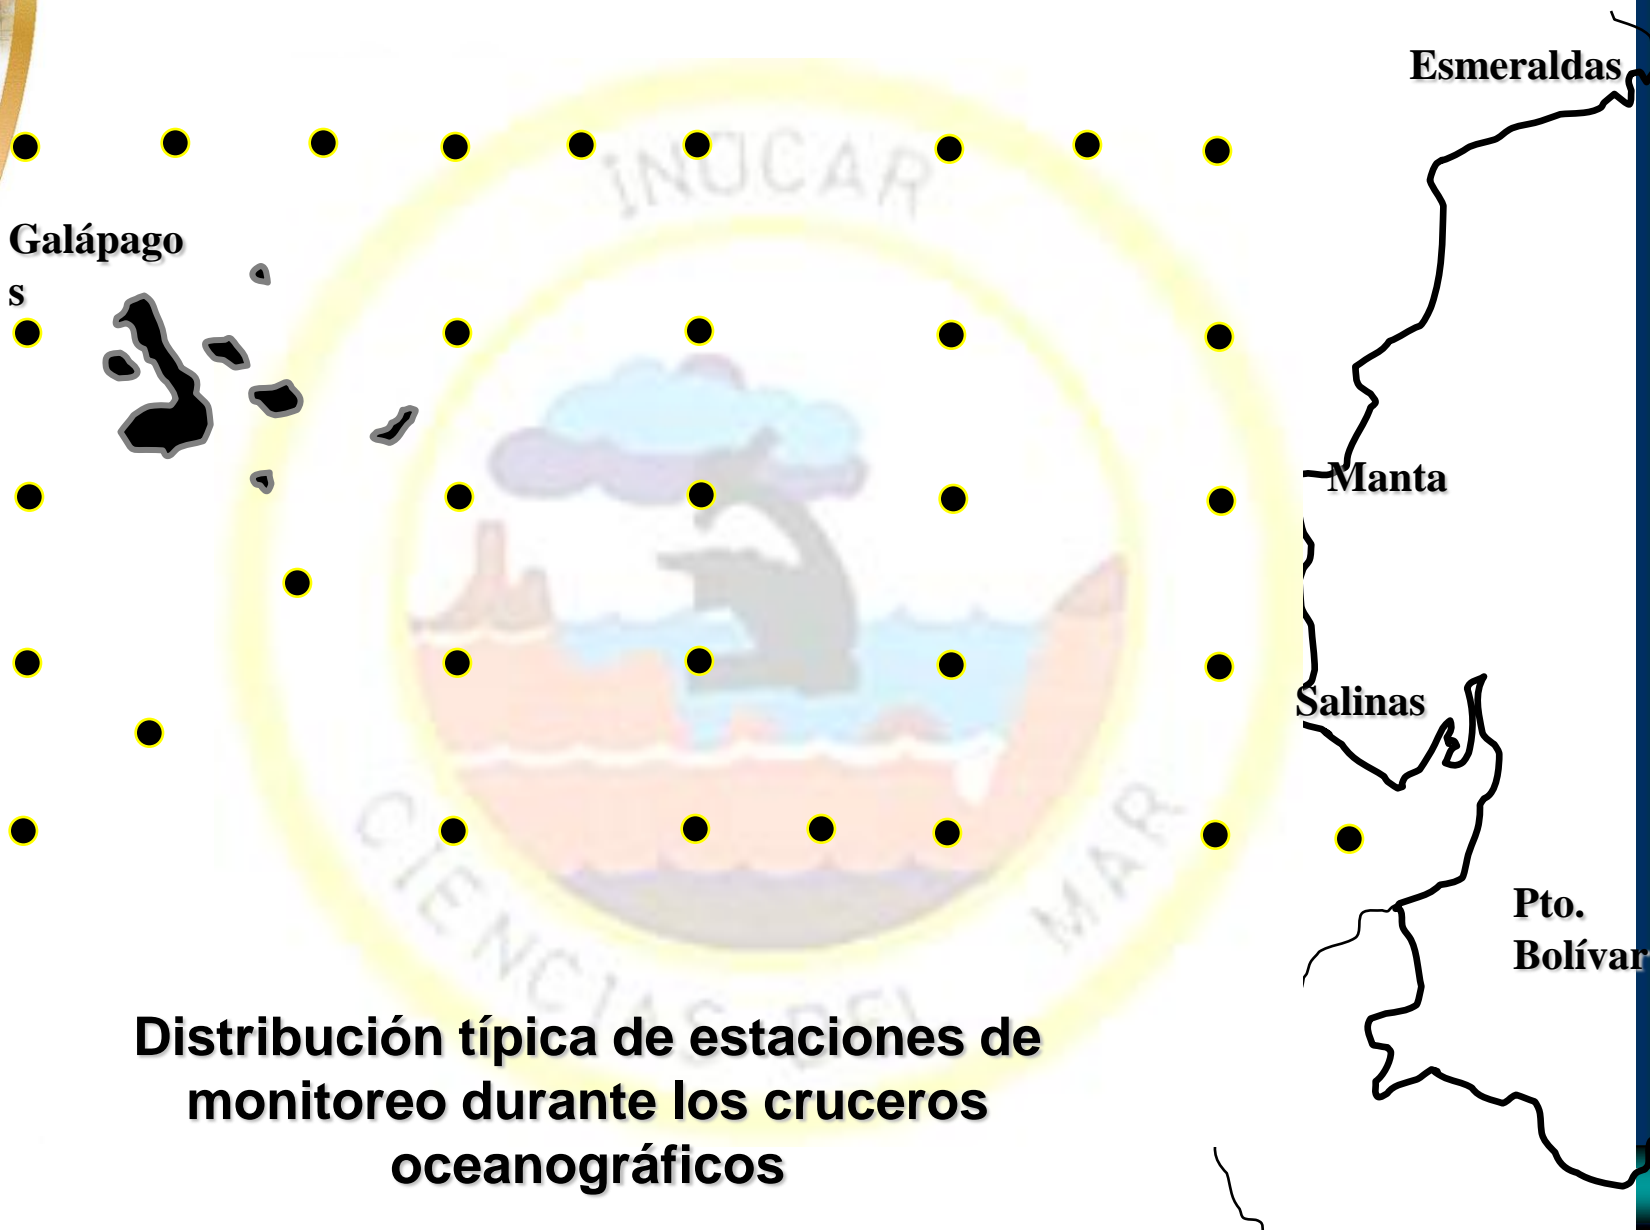 Esmeraldas
INOCAR
Galápago
s
Manta
Salinas
Pto.
Bolívar
CIENCIAS DEL MAR
Distribución típica de estaciones de
monitoreo durante los cruceros
oceanográficos